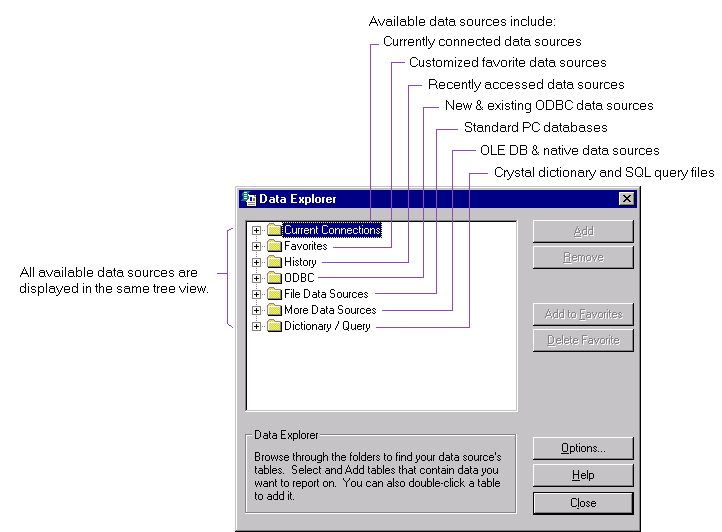 Available data sources include:
Currently connected data sources
Customized favorite data sources
Recently accessed data sources
New & existing ODBC data sources
Standard PC databases
OLE DB & native data sources
Crystal dictionary and SQL query files
Data Explorer
All available data sources are
displayed in the same tree view.
Current Connections
Favorites
History
ODBC
File Data Sources
More Data Sources
Dictionary / Query
Add
Remove
Add to Favorites
Delete Favorite
Data Explorer
Browse through the folders to find your data source's
tables.  Select and Add tables that contain data you
want to report on.  You can also double-click a table
to add it.
Options...
Help
Close